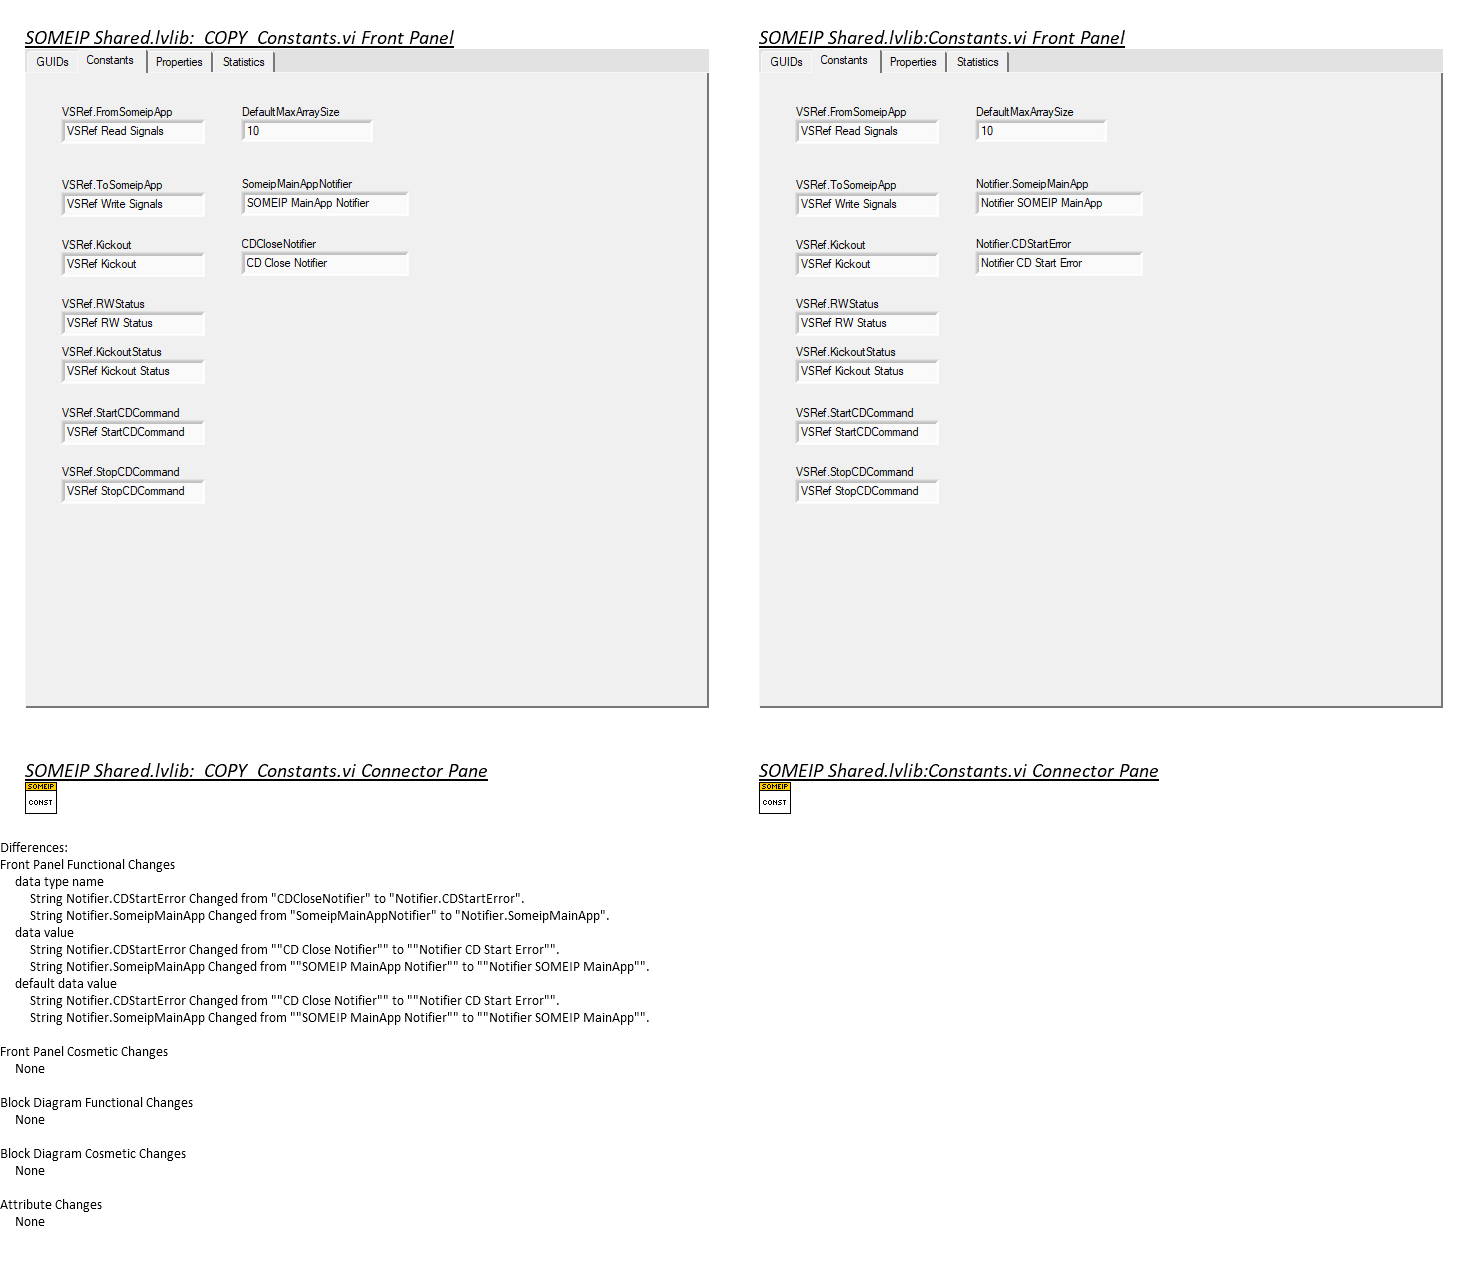 SOMEIP Shared.lvlib:_COPY_Constants.vi Front Panel
GUIDs Constants Properties Statistics
VSRef.FromSomeipApp DefaultMaxArraySize
VSRef Read Signals 10
VSRef.ToSomeipApp SomeipMainAppNotifier
VSRef Write Signals SOMEIP MainApp Notifier
VSRef.Kickout CDCloseNotifier
VSRef Kickout CD Close Notifier
VSRef.RWStatus
VSRef RW Status
VSRef.KickoutStatus
VSRef Kickout Status
VSRef.StartCDCommand
VSRef StartCDCommand
VSRef.StopCDCommand
VSRef StopCDCommand
SOMEIP Shared.lvlib:Constants.vi Front Panel
GUIDs Constants Properties Statistics
VSRef.FromSomeipApp DefaultMaxArraySize
VSRef Read Signals 10
VSRef.ToSomeipApp Notifier.SomeipMainApp
VSRef Write Signals Notifier SOMEIP MainApp
VSRef.Kickout Notifier.CDStartError
VSRef Kickout Notifier CD Start Error
VSRef.RWStatus
VSRef RW Status
VSRef.KickoutStatus
VSRef Kickout Status
VSRef.StartCDCommand
VSRef StartCDCommand
VSRef.StopCDCommand
VSRef StopCDCommand
SOMEIP Shared.lvlib:_COPY_Constants.vi Connector Pane
SOMEIP
CONST
SOMEIP Shared.lvlib:Constants.vi Connector Pane
SOMEIP
CONST
Differences:
Front Panel Functional Changes
data type name
String Notifier.CDStartError Changed from "CDCloseNotifier" to "Notifier.CDStartError".
String Notifier.SomeipMainApp Changed from "SomeipMainAppNotifier" to "Notifier.SomeipMainApp".
data value
String Notifier.CDStartError Changed from ""CD Close Notifier"" to ""Notifier CD Start Error"".
String Notifier.SomeipMainApp Changed from ""SOMEIP MainApp Notifier"" to ""Notifier SOMEIP MainApp"".
default data value
String Notifier.CDStartError Changed from ""CD Close Notifier"" to ""Notifier CD Start Error"".
String Notifier.SomeipMainApp Changed from ""SOMEIP MainApp Notifier"" to ""Notifier SOMEIP MainApp"".
Front Panel Cosmetic Changes
None
Block Diagram Functional Changes
None
Block Diagram Cosmetic Changes
None
Attribute Changes
None